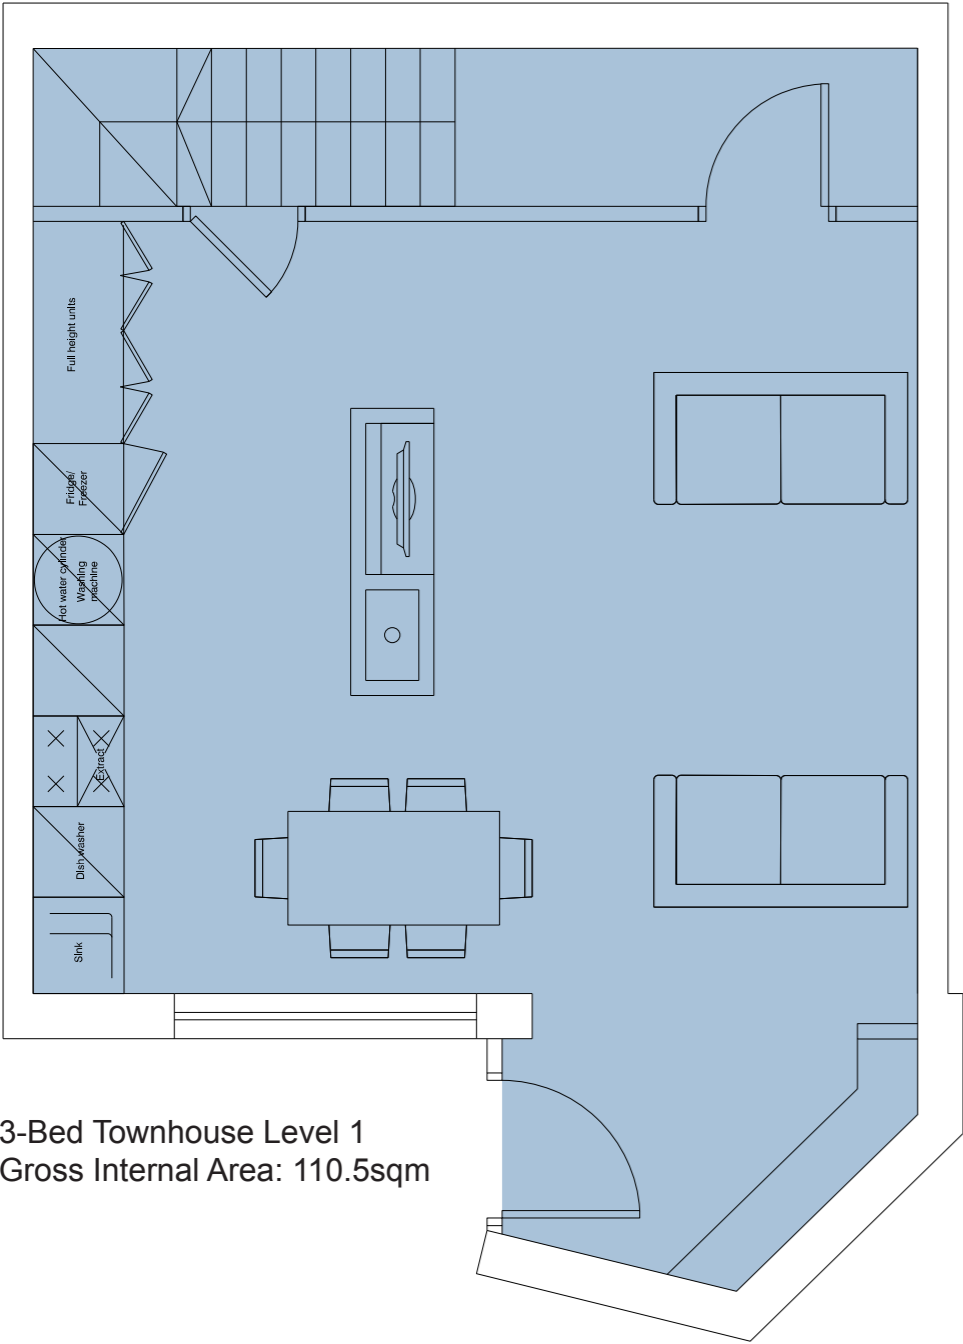 Full height units
Fridge/
Freezer
Hot water cylinder
Washing
machine
Extract
Dish washer
Sink
3-Bed Townhouse Level 1
Gross Internal Area: 110.5sqm